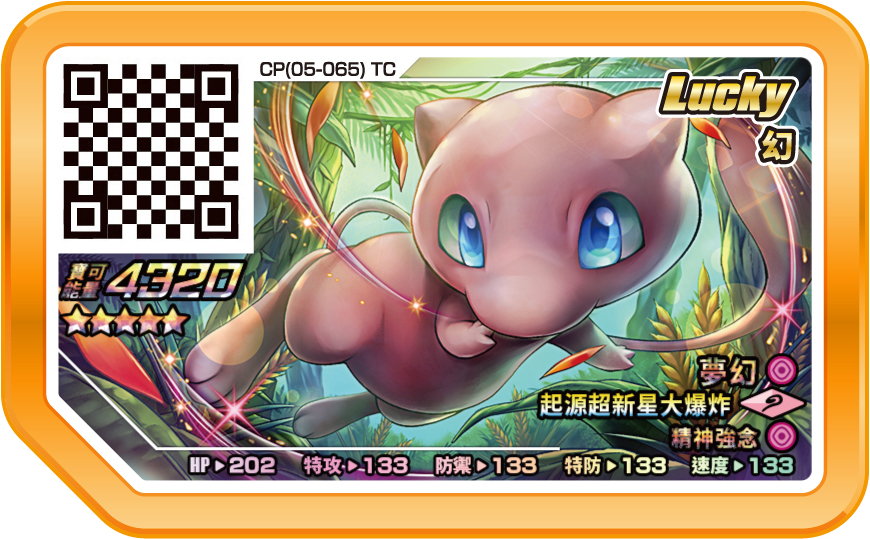 CP(05-065) TC
Lucky
幻
寶可能量 4320
夢幻
起源超新星大爆炸
精神強念
HP▶202 特攻▶133 防禦▶133 特防▶133 速度▶133